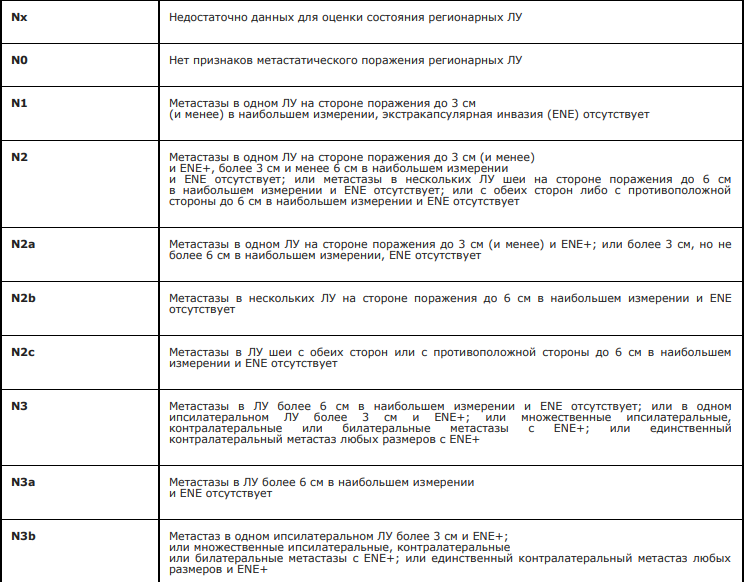 Nx
Недостаточно данных для оценки состояния регионарных ЛУ
N0
Нет признаков метастатического поражения регионарных ЛУ
N1
Метастазы в одном ЛУ на стороне поражения до 3 см
(и менее) в наибольшем измерении, экстракапсулярная инвазия (ENE) отсутствует
N2
Метастазы в одном ЛУ на стороне поражения до 3 см (и менее)
и ENE+, более 3 см и менее 6 см в наибольшем измерении
и ENE отсутствует; или метастазы в нескольких ЛУ шеи на стороне поражения до 6 см
в наибольшем измерении и ENE отсутствует; или с обеих сторон либо с противоположной
стороны до 6 см в наибольшем измерении и ENE отсутствует
N2a
Метастазы в одном ЛУ на стороне поражения до 3 см (и менее) и ENE+; или более 3 см, но не
более 6 см в наибольшем измерении, ENE отсутствует
N2b
Метастазы в нескольких ЛУ на стороне поражения до 6 см в наибольшем измерении и ENE
отсутствует
N2c
Метастазы в ЛУ шеи с обеих сторон или с противоположной стороны до 6 см в наибольшем
измерении и ENE отсутствует
N3
Метастазы в ЛУ более 6 см в наибольшем измерении и ENE отсутствует; или в одном
ипсилатеральном ЛУ более 3 см и ENE+; или множественные ипсилатеральные,
контралатеральные или билатеральные метастазы с ENE+; или единственный
контралатеральный метастаз любых размеров с ENE+
N3a
Метастазы в ЛУ более 6 см в наибольшем измерении
и ENE отсутствует
N3b
Метастаз в одном ипсилатеральном ЛУ более 3 см и ENE+;
или множественные ипсилатеральные, контралатеральные
или билатеральные метастазы с ENE+; или единственный контралатеральный метастаз любых
размеров и ENE+